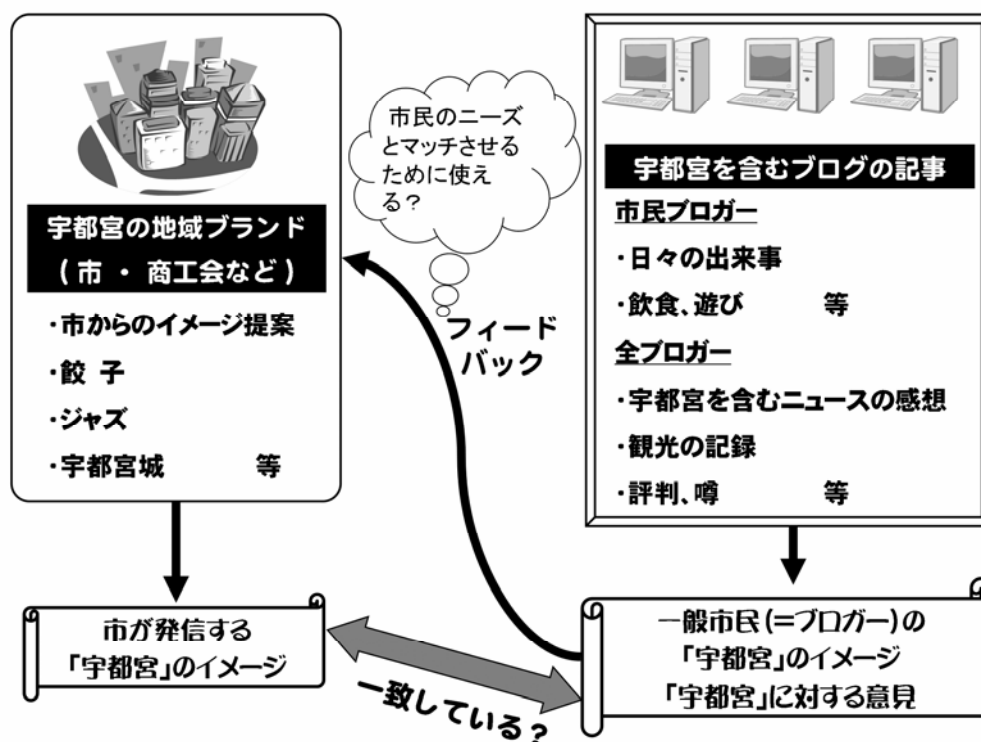 宇都宮の地域ブランド
(市 ・ 商工会など)
・市からのイメージ提案
・餃 子
・ジャズ
・宇都宮城 等
市が発信する
「宇都宮」のイメージ
市民のニーズ
とマッチさせる
ために使え
る?
フィード
バック
宇都宮を含むブログの記事
市民ブロガー
・日々の出来事
・飲食、遊び 等
全ブロガー
・宇都宮を含むニュースの感想
・観光の記録
・評判、噂 等
一般市民(=ブロガー)の
「宇都宮」のイメージ
「宇都宮」に対する意見
一致している?